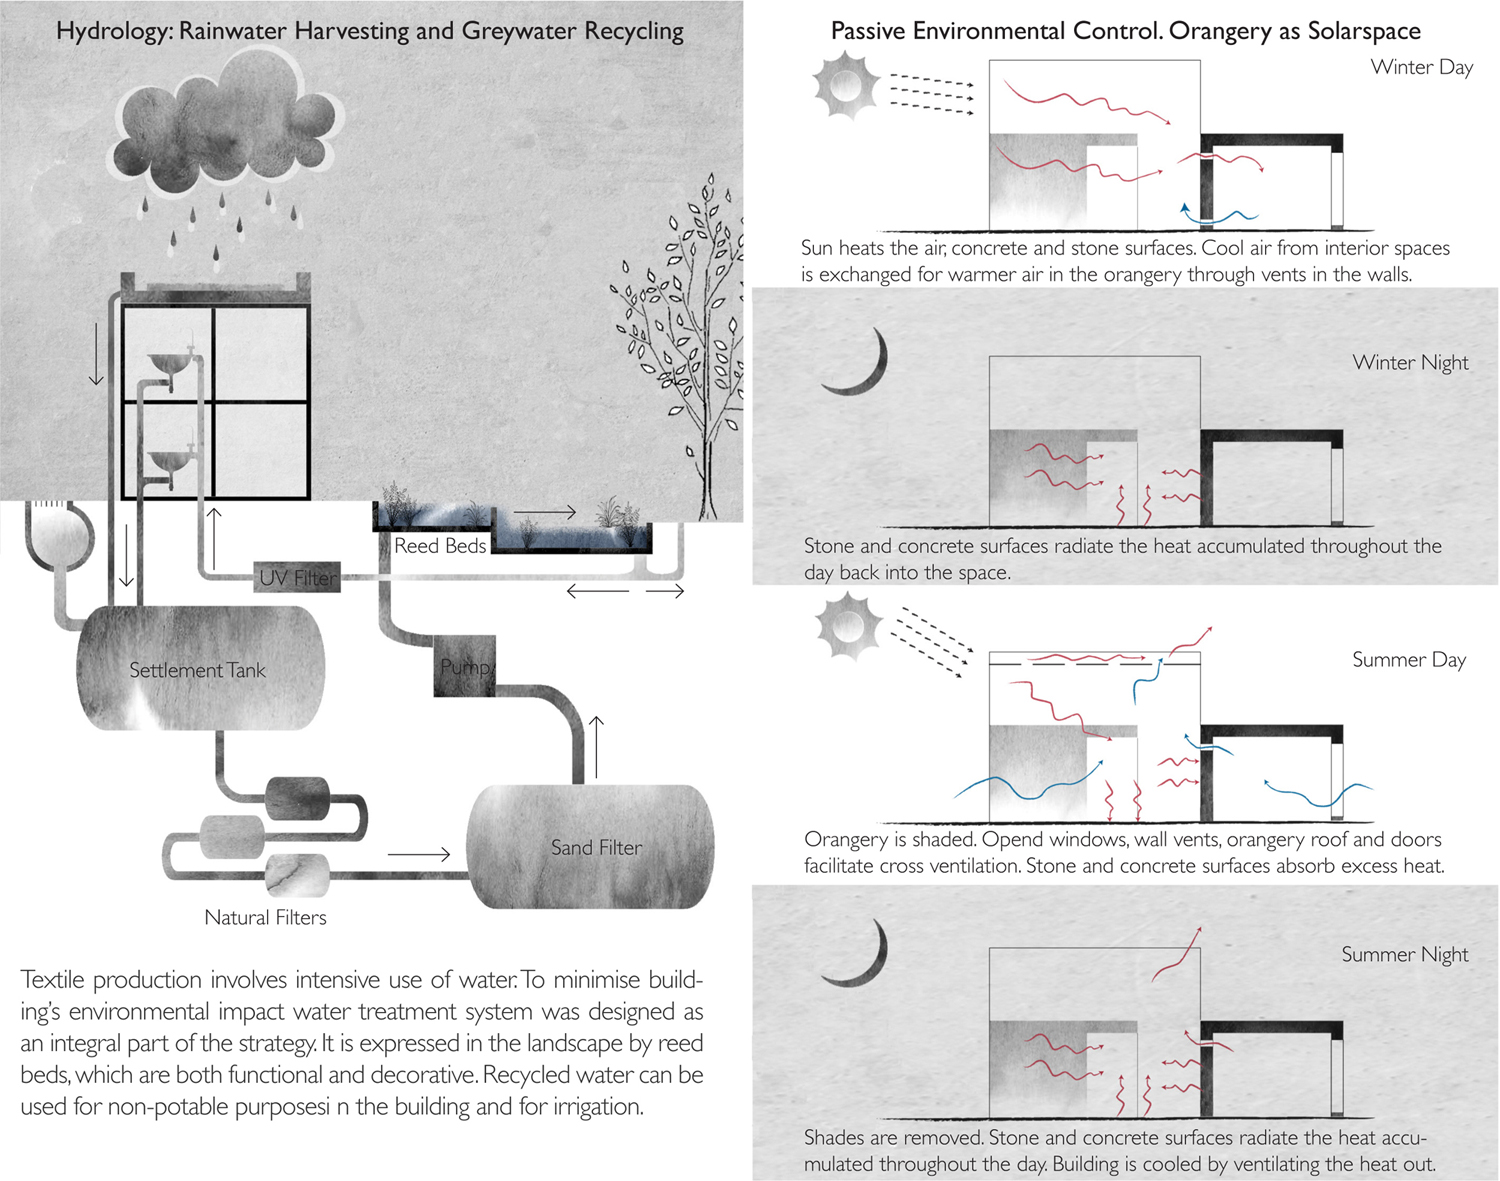 Hydrology: Rainwater Harvesting and Greywater Recycling
Reed Beds
UV Filter
Settlement Tank
Pump
Sand Filter
Natural Filters
Textile production involves intensive use of water. To minimise build-
ing's environmental impact water treatment system was designed as
an integral part of the strategy. It is expressed in the landscape by reed
beds, which are both functional and decorative. Recycled water can be
used for non-potable purposesi n the building and for irrigation.
Passive Environmental Control. Orangery as Solarspace
Winter Day
Sun heats the air, concrete and stone surfaces. Cool air from interior spaces
is exchanged for warmer air in the orangery through vents in the walls.
Winter Night
Stone and concrete surfaces radiate the heat accumulated throughout the
day back into the space.
Summer Day
Orangery is shaded. Opend windows, wall vents, orangery roof and doors
facilitate cross ventilation. Stone and concrete surfaces absorb excess heat.
Summer Night
Shades are removed. Stone and concrete surfaces radiate the heat accu-
mulated throughout the day. Building is cooled by ventilating the heat out.